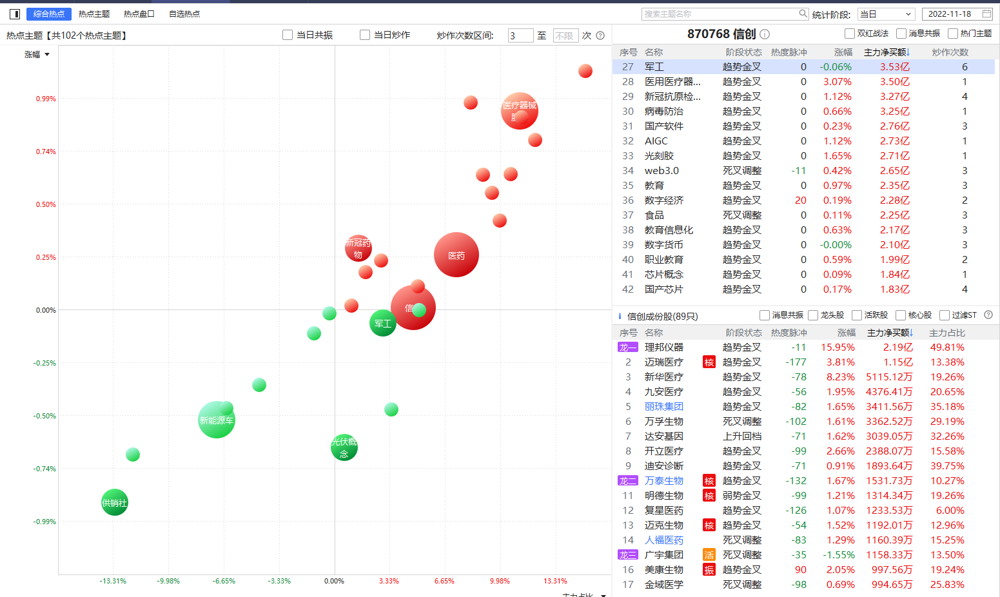 综合热点 热点主题 热点盘口 自选热点 搜索主题名称 统计阶段: 当日 2022-11-18
热点主题【共102个热点主题】 当日共振 当日炒作 炒作次数区间: 3 至 不限 次 ?
涨幅
0.99%
0.74%
0.50%
0.25%
0.00%
-0.25%
-0.50%
-0.74%
-0.99%
医疗器械
新冠药
物
医药
信
军工
新能源车
光伏概
念
供销社
-13.31% -9.98% -6.65% -3.33% 0.00% 3.33% 6.65% 9.98% 13.31%
主力占比
870768 信创 双红战法 消息共振 热门主题
序号 名称 阶段状态 热度脉冲 涨幅 主力净买额↓ 炒作次数
27 军工 趋势金叉 0 -0.06% 3.53亿 6
28 医用医疗器... 趋势金叉 0 3.07% 3.50亿 1
29 新冠抗原检... 趋势金叉 0 1.12% 3.27亿 4
30 病毒防治 趋势金叉 0 0.66% 3.25亿 1
31 国产软件 趋势金叉 0 0.23% 2.76亿 3
32 AIGC 趋势金叉 0 1.12% 2.73亿 1
33 光刻胶 趋势金叉 0 1.65% 2.71亿 1
34 web3.0 死叉调整 -11 0.42% 2.65亿 3
35 教育 趋势金叉 0 0.97% 2.35亿 3
36 数字经济 趋势金叉 20 0.19% 2.28亿 2
37 食品 死叉调整 0 0.11% 2.25亿 3
38 教育信息化 趋势金叉 0 0.63% 2.17亿 3
39 数字货币 趋势金叉 0 -0.00% 2.10亿 3
40 职业教育 趋势金叉 0 0.59% 1.99亿 2
41 芯片概念 趋势金叉 0 0.09% 1.84亿 1
42 国产芯片 趋势金叉 0 0.17% 1.83亿 4
信创成份股(89只) 消息共振 龙头股 活跃股 核心股 过滤ST ?
序号 名称 阶段状态 热度脉冲 涨幅 主力净买额↓ 主力占比
龙一 理邦仪器 趋势金叉 -11 15.95% 2.19亿 49.81%
2 迈瑞医疗 核 趋势金叉 -177 3.81% 1.15亿 13.38%
3 新华医疗 趋势金叉 -78 8.23% 5115.12万 19.26%
4 九安医疗 趋势金叉 -56 1.95% 4376.41万 20.65%
5 丽珠集团 趋势金叉 -82 1.65% 3411.56万 35.18%
6 万孚生物 死叉调整 -102 1.61% 3362.52万 29.19%
7 达安基因 上升回档 -71 1.62% 3039.05万 32.26%
8 开立医疗 趋势金叉 -99 2.66% 2388.07万 15.58%
9 迪安诊断 趋势金叉 -71 0.91% 1893.64万 39.75%
龙二 万泰生物 核 趋势金叉 -132 1.67% 1531.73万 10.27%
11 明德生物 核 弱势金叉 -99 1.21% 1314.34万 19.26%
12 复星医药 趋势金叉 -126 1.07% 1233.53万 6.00%
13 迈克生物 核 趋势金叉 -54 1.52% 1192.01万 12.96%
14 人福医药 死叉调整 -83 1.29% 1160.39万 15.25%
龙三 广宇集团 活 死叉调整 -35 -1.55% 1158.33万 13.50%
16 美康生物 振 趋势金叉 90 2.05% 997.56万 19.24%
17 金域医学 死叉调整 -98 0.69% 994.65万 25.83%